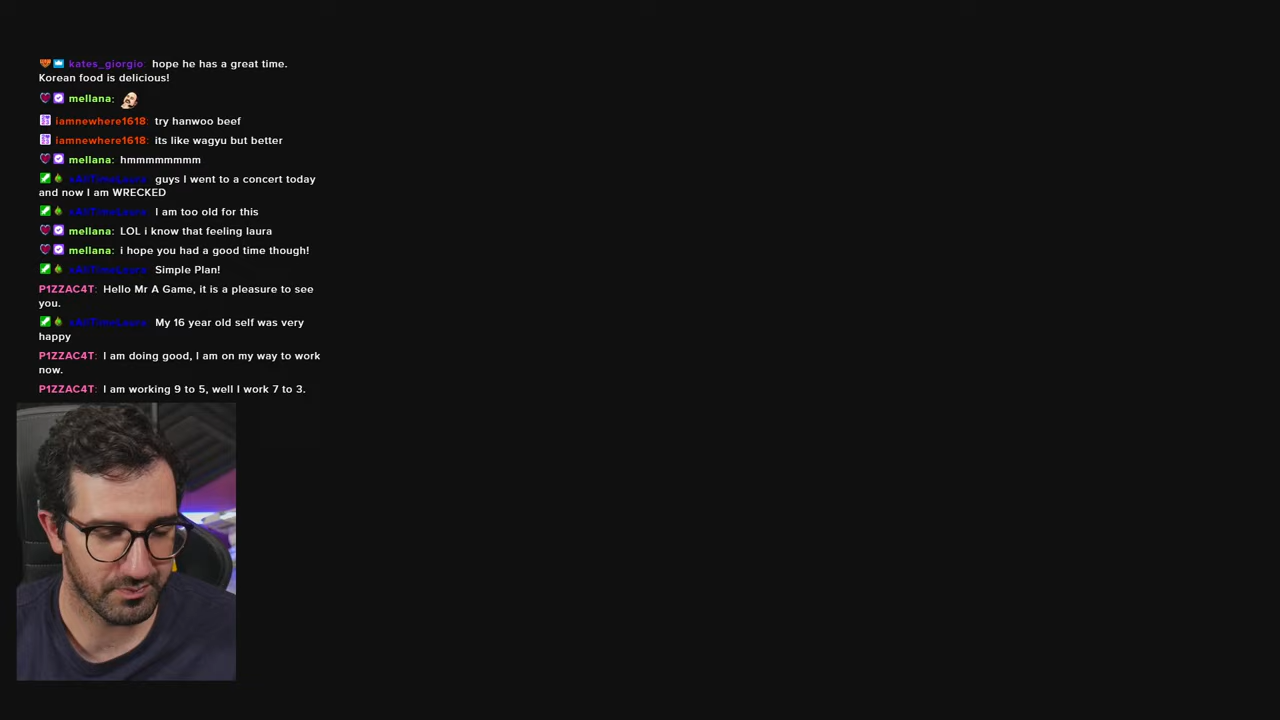 kates_giorgio: hope he has a great time.
Korean food is delicious!
mellana:
iamnewhere1618: try hanwoo beef
iamnewhere1618: its like wagyu but better
mellana: hmmmmmmmm
guys I went to a concert today
and now I am WRECKED
I am too old for this
mellana: LOL i know that feeling laura
mellana: i hope you had a good time though!
Simple Plan!
P1ZZAC4T: Hello Mr A Game, it is a pleasure to see
you.
My 16 year old self was very
happy
P1ZZAC4T: I am doing good, I am on my way to work
now.
P1ZZAC4T: I am working 9 to 5, well I work 7 to 3.